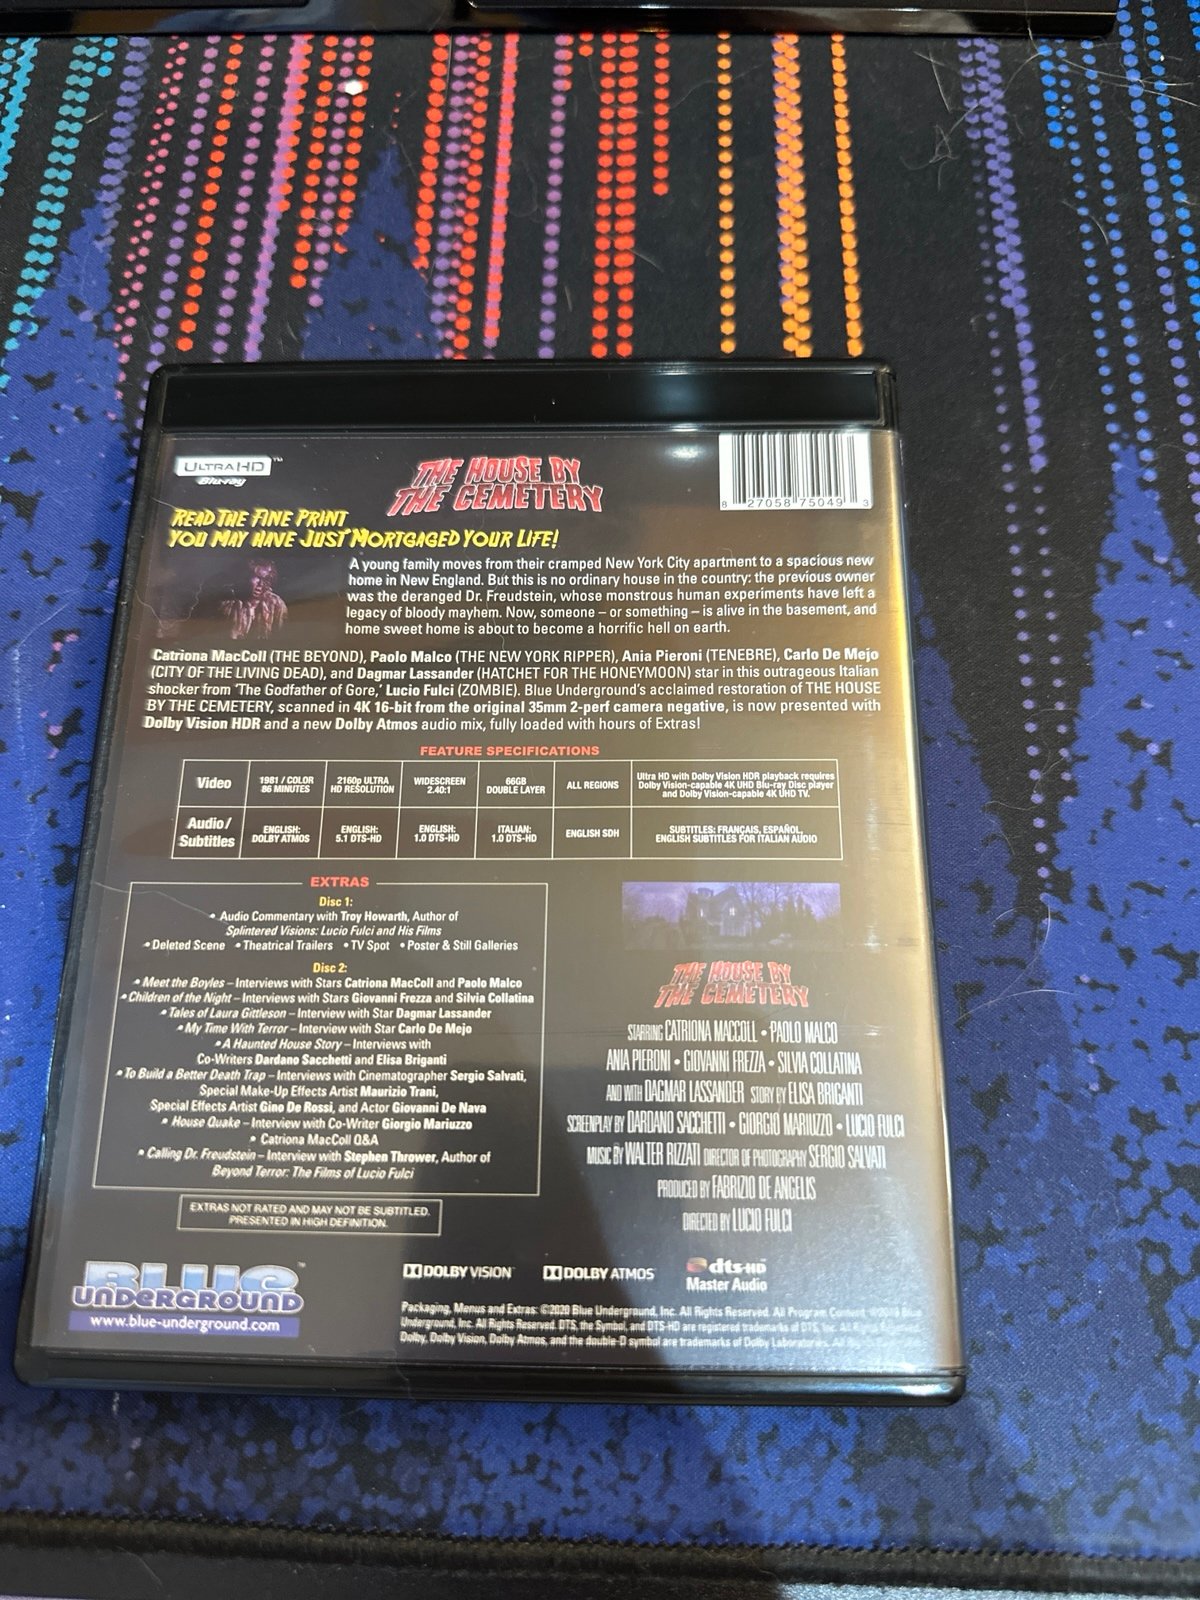 ULTRA HD™
Blu-ray
THE HOUSE BY
THE CEMETERY
8 27058 75049 3
READ THE FINE PRINT
YOU MAY HAVE JUST MORTGAGED YOUR LIFE!
A young family moves from their cramped New York City apartment to a spacious new
home in New England. But this is no ordinary house in the country: the previous owner
was the deranged Dr. Freudstein, whose monstrous human experiments have left a
legacy of bloody mayhem. Now, someone – or something – is alive in the basement, and
home sweet home is about to become a horrific hell on earth.
Catriona MacColl (THE BEYOND), Paolo Malco (THE NEW YORK RIPPER), Ania Pieroni (TENEBRE), Carlo De Mejo
(CITY OF THE LIVING DEAD), and Dagmar Lassander (HATCHET FOR THE HONEYMOON) star in this outrageous Italian
shocker from 'The Godfather of Gore,' Lucio Fulci (ZOMBIE). Blue Underground's acclaimed restoration of THE HOUSE
BY THE CEMETERY, scanned in 4K 16-bit from the original 35mm 2-perf camera negative, is now presented with
Dolby Vision HDR and a new Dolby Atmos audio mix, fully loaded with hours of Extras!
FEATURE SPECIFICATIONS
Video
1981 / COLOR
86 MINUTES
2160p ULTRA
HD RESOLUTION
WIDESCREEN
2.40:1
66GB
DOUBLE LAYER
ALL REGIONS
Ultra HD with Dolby Vision HDR playback requires
Dolby Vision-capable 4K UHD Blu-ray Disc player
and Dolby Vision-capable 4K UHD TV.
Audio/
Subtitles
ENGLISH:
DOLBY ATMOS
ENGLISH:
5.1 DTS-HD
ENGLISH:
1.0 DTS-HD
ITALIAN:
1.0 DTS-HD
ENGLISH SDH
SUBTITLES: FRANÇAIS, ESPAÑOL,
ENGLISH SUBTITLES FOR ITALIAN AUDIO
EXTRAS
Disc 1:
• Audio Commentary with Troy Howarth, Author of
Splintered Visions: Lucio Fulci and His Films
• Deleted Scene • Theatrical Trailers • TV Spot • Poster & Still Galleries
Disc 2:
• Meet the Boyles – Interviews with Stars Catriona MacColl and Paolo Malco
• Children of the Night – Interviews with Stars Giovanni Frezza and Silvia Collatina
• Tales of Laura Gittleson – Interview with Star Dagmar Lassander
• My Time With Terror – Interview with Star Carlo De Mejo
• A Haunted House Story – Interviews with
Co-Writers Dardano Sacchetti and Elisa Briganti
• To Build a Better Death Trap – Interviews with Cinematographer Sergio Salvati,
Special Make-Up Effects Artist Maurizio Trani,
Special Effects Artist Gino De Rossi, and Actor Giovanni De Nava
• House Quake – Interview with Co-Writer Giorgio Mariuzzo
• Catriona MacColl Q&A
• Calling Dr. Freudstein – Interview with Stephen Thrower, Author of
Beyond Terror: The Films of Lucio Fulci
EXTRAS NOT RATED AND MAY NOT BE SUBTITLED.
PRESENTED IN HIGH DEFINITION.
THE HOUSE BY
THE CEMETERY
STARRING CATRIONA MACCOLL • PAOLO MALCO
ANIA PIERONI • GIOVANNI FREZZA • SILVIA COLLATINA
AND WITH DAGMAR LASSANDER STORY BY ELISA BRIGANTI
SCREENPLAY BY DARDANO SACCHETTI • GIORGIO MARIUZZO • LUCIO FULCI
MUSIC BY WALTER RIZZATI DIRECTOR OF PHOTOGRAPHY SERGIO SALVATI
PRODUCED BY FABRIZIO DE ANGELIS
DIRECTED BY LUCIO FULCI
BLUE™
UNDERGROUND
www.blue-underground.com
DOLBY VISION™
DOLBY ATMOS®
dts-HD
Master Audio
Packaging, Menus and Extras: ©2020 Blue Underground, Inc. All Rights Reserved. All Program Content, ©2019 Blue
Underground, Inc. All Rights Reserved. DTS, the Symbol, and DTS-HD are registered trademarks of DTS, Inc. All Rights Reserved.
Dolby, Dolby Vision, Dolby Atmos, and the double-D symbol are trademarks of Dolby Laboratories. All